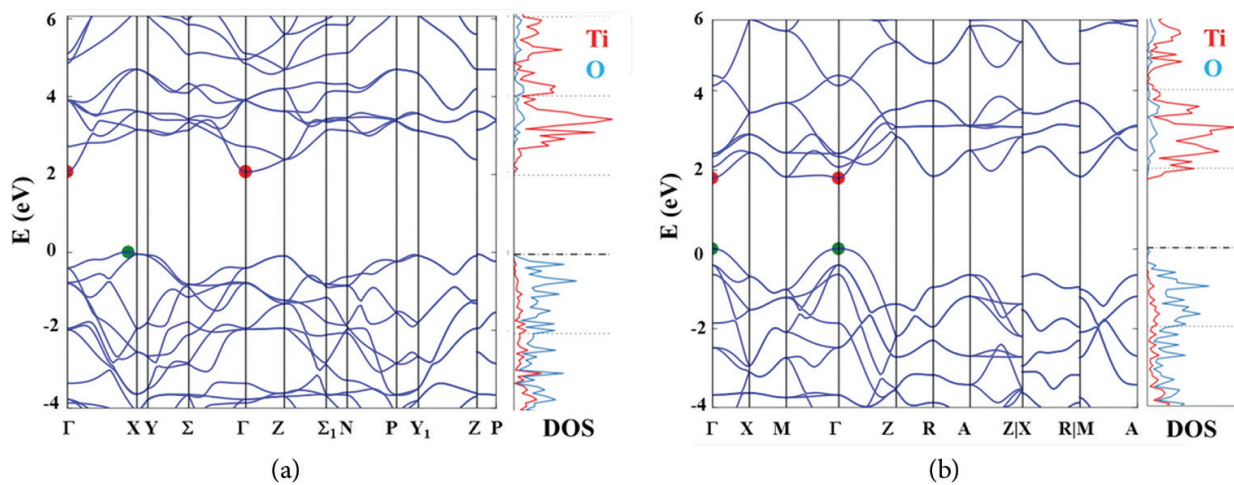 6
4
2
0
-2
-4
E (eV)
Γ X Y Σ Γ Z Σ₁ N P Y₁ Z P
Ti
O
DOS
(a)
6
4
2
0
-2
-4
E (eV)
Γ X M Γ Z R A Z|X R|M A
Ti
O
DOS
(b)